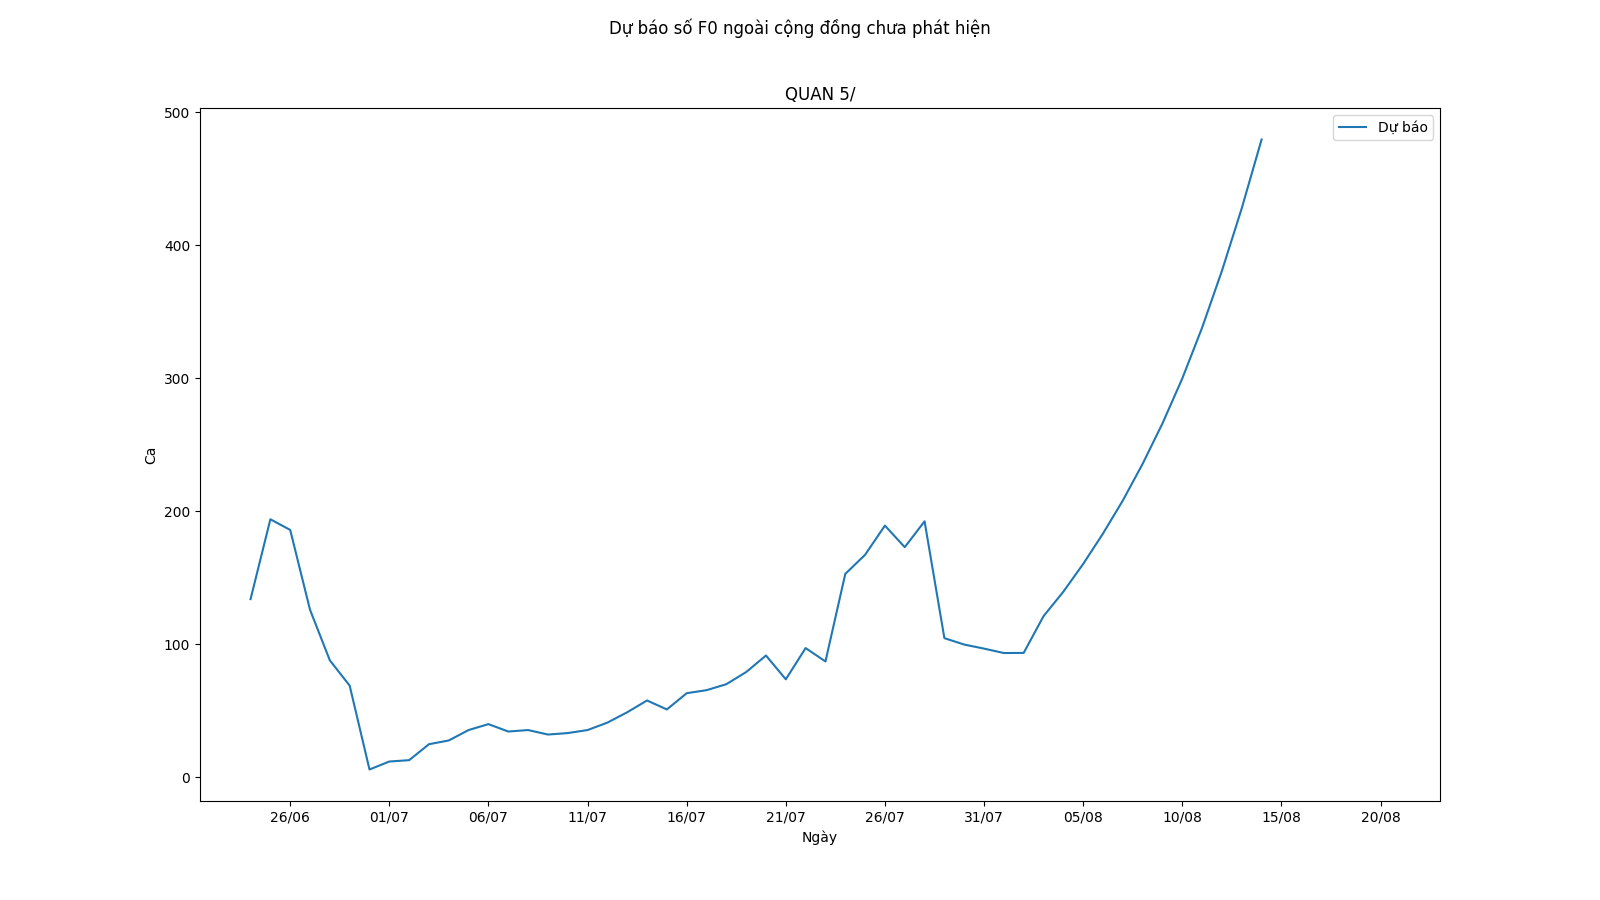 Dự báo số F0 ngoài cộng đồng chưa phát hiện
QUAN 5/
Dự báo
500
400
300
200
100
0
Ca
26/06 01/07 06/07 11/07 16/07 21/07 26/07 31/07 05/08 10/08 15/08 20/08
Ngày